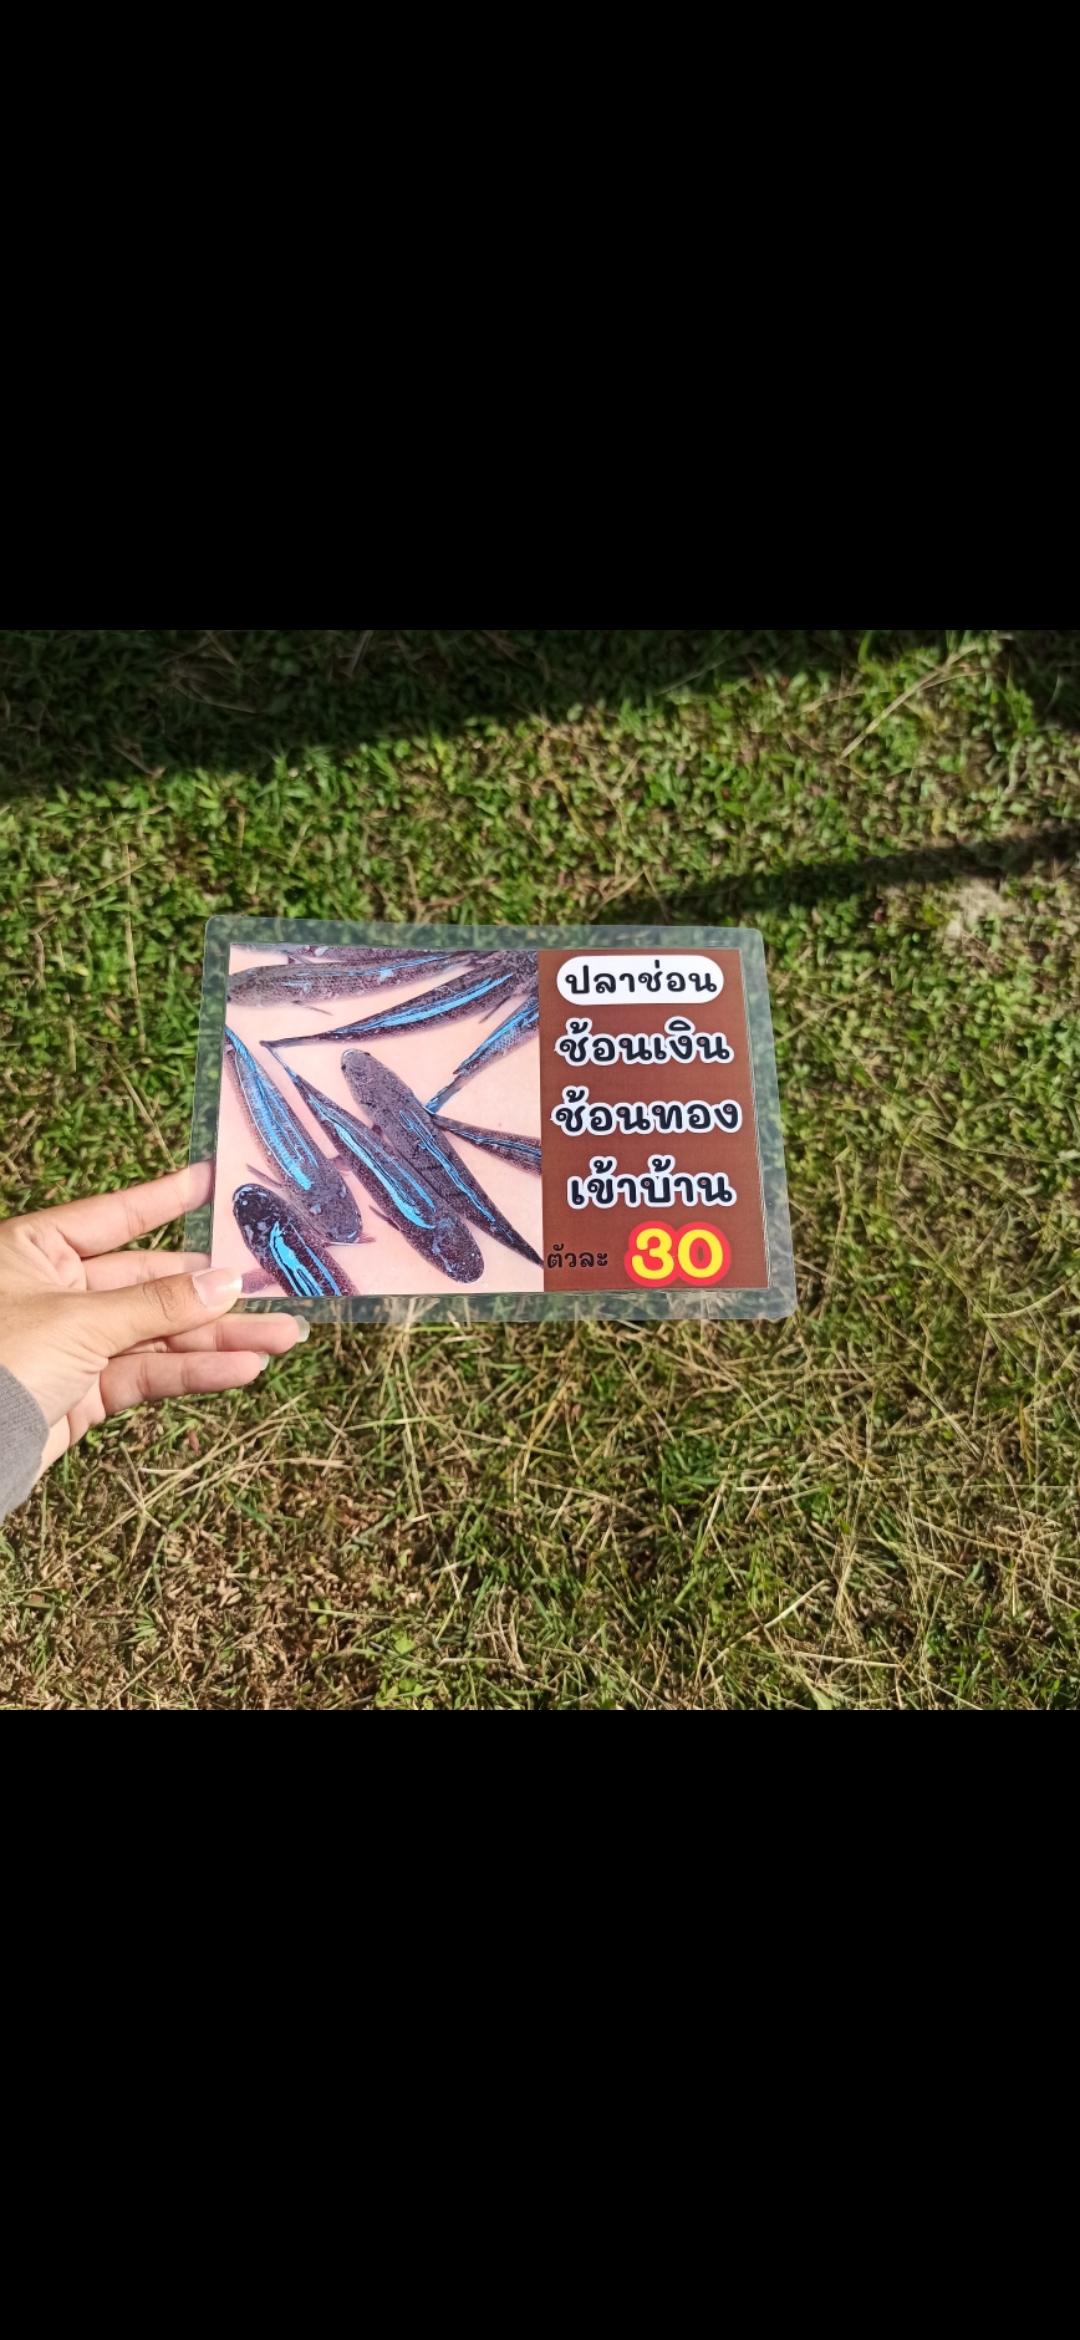 ปลาช่อน
ช้อนเงิน
ช้อนทอง
เข้าบ้าน
ตัวละ 30